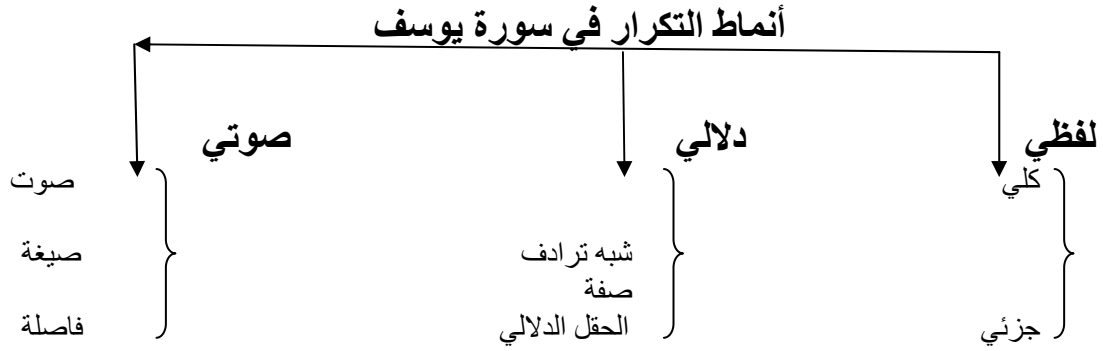 أنماط التكرار في سورة يوسف
لفظي
كلي
جزئي
دلالي
شبه ترادف
صفة
الحقل الدلالي
صوتي
صوت
صيغة
فاصلة